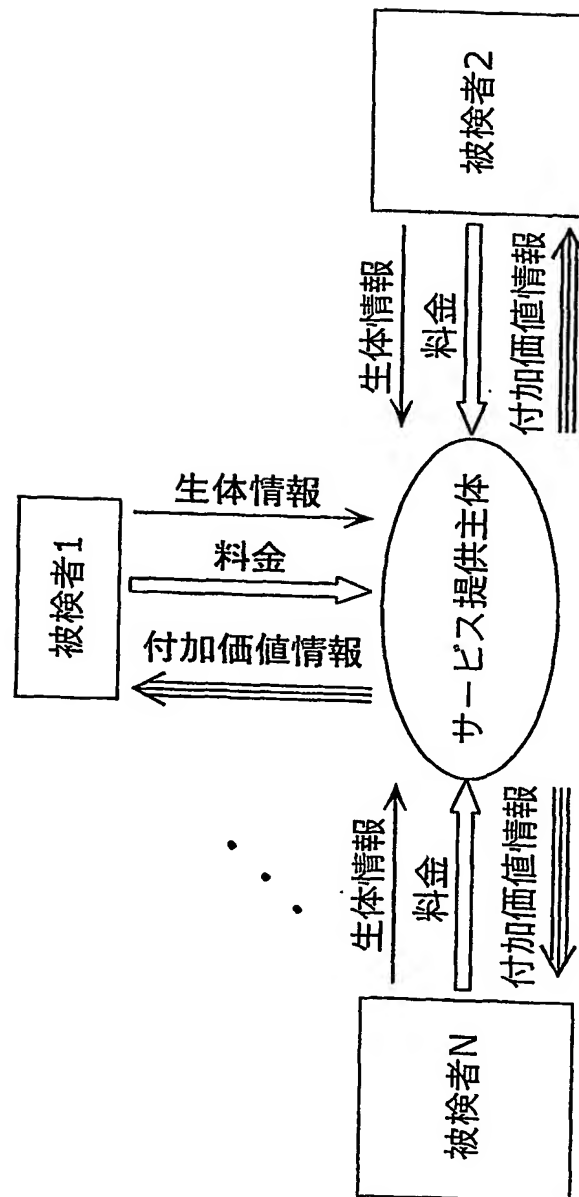 被検者1
生体情報
料金
付加価値情報
被検者2
生体情報
料金
付加価値情報
サービス提供主体
被検者N
生体情報
料金
付加価値情報